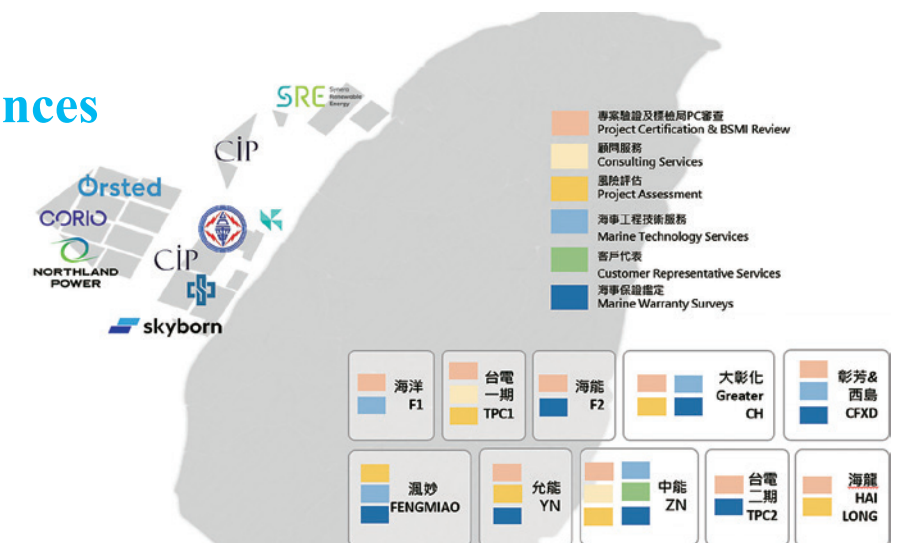 nces
SRE Synera Renewable Energy
CIP
Ørsted
CORIO
NORTHLAND
POWER
CIP
skyborn
專案驗證及標檢局PC審查
Project Certification & BSMI Review
顧問服務
Consulting Services
風險評估
Project Assessment
海事工程技術服務
Marine Technology Services
客戶代表
Customer Representative Services
海事保證鑑定
Marine Warranty Surveys
海洋
F1
台電
一期
TPC1
海能
F2
大彰化
Greater
CH
彰芳&
西島
CFXD
渢妙
FENGMIAO
允能
YN
中能
ZN
台電
二期
TPC2
海龍
HAI
LONG